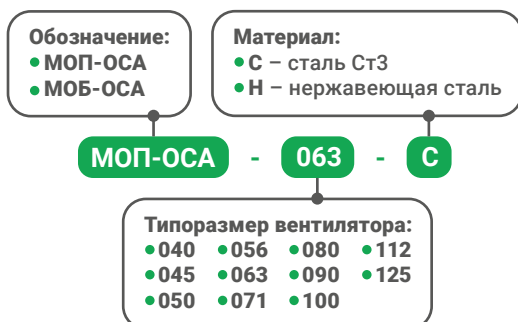 Обозначение:
• МОП-ОСА
• МОБ-ОСА
Материал:
• С – сталь Ст3
• Н – нержавеющая сталь
МОП-ОСА - 063 - С
Типоразмер вентилятора:
• 040 • 056 • 080 • 112
• 045 • 063 • 090 • 125
• 050 • 071 • 100